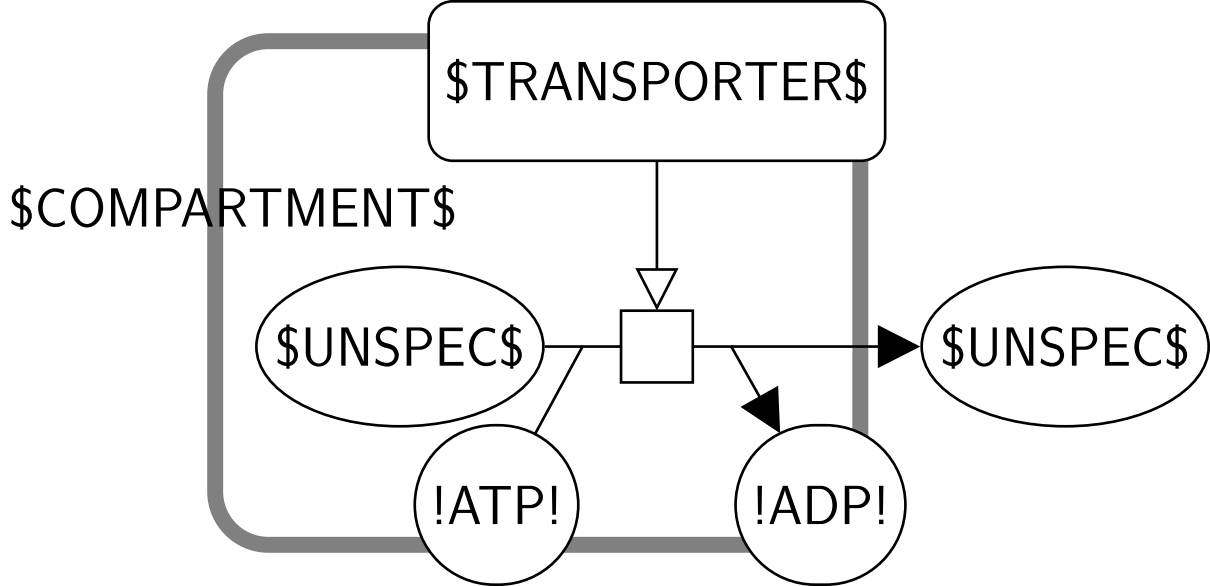 $TRANSPORTER$
$COMPARTMENT$
$UNSPEC$
$UNSPEC$
!ATP!
!ADP!